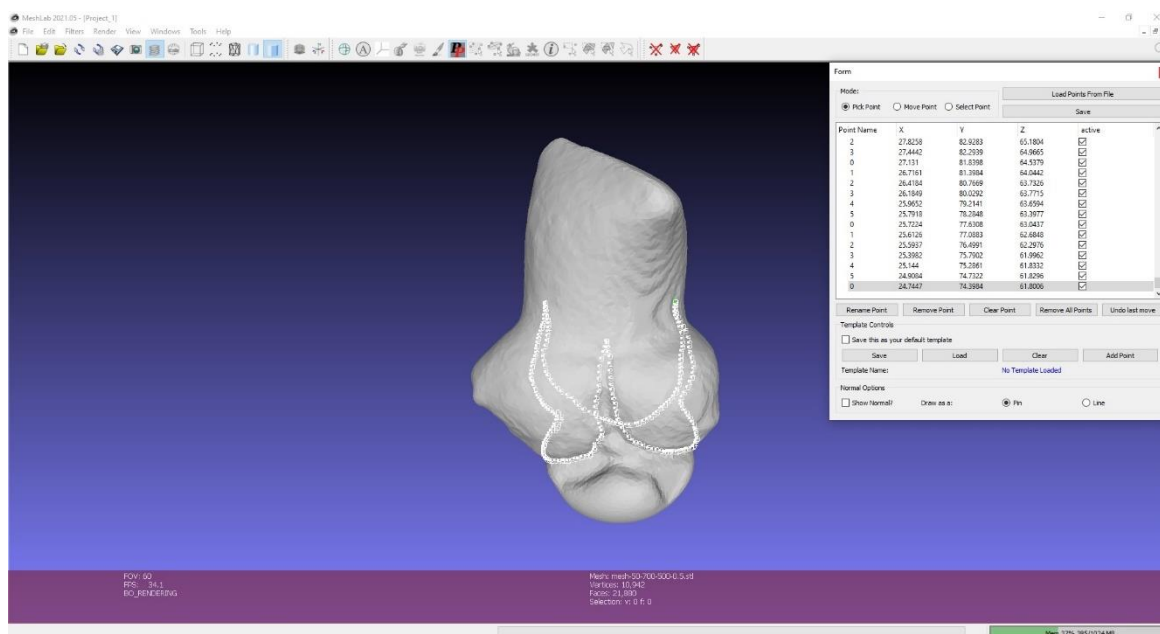 MeshLab 2021.05 - [Project_1]
File Edit Filters Render View Windows Tools Help
Form
Mode:
Pick Point Move Point Select Point
Load Points From File
Save
Point Name X Y Z active
2 27.8258 82.9283 65.1804
3 27.4442 82.2939 64.9665
0 27.131 81.8398 64.5379
1 26.7161 81.3984 64.0442
2 26.4184 80.7669 63.7326
3 26.1849 80.0292 63.7715
4 25.9652 79.2141 63.6594
5 25.7918 78.2848 63.3977
0 25.7224 77.6308 63.0437
1 25.6126 77.0883 62.6848
2 25.5937 76.4991 62.2976
3 25.3982 75.7902 61.9962
4 25.144 75.2861 61.8332
5 24.9084 74.7322 61.8296
0 24.7447 74.3984 61.8006
Rename Point Remove Point Clear Point Remove All Points Undo last move
Template Controls
Save this as your default template
Save Load Clear Add Point
Template Name: No Template Loaded
Normal Options
Show Normal? Draw as a: Pin Line
FOV: 60
FPS: 34.1
BO_RENDERING
Mesh: mesh-50-700-500-0.5.stl
Vertices: 10,942
Faces: 21,880
Selection: v: 0 f: 0